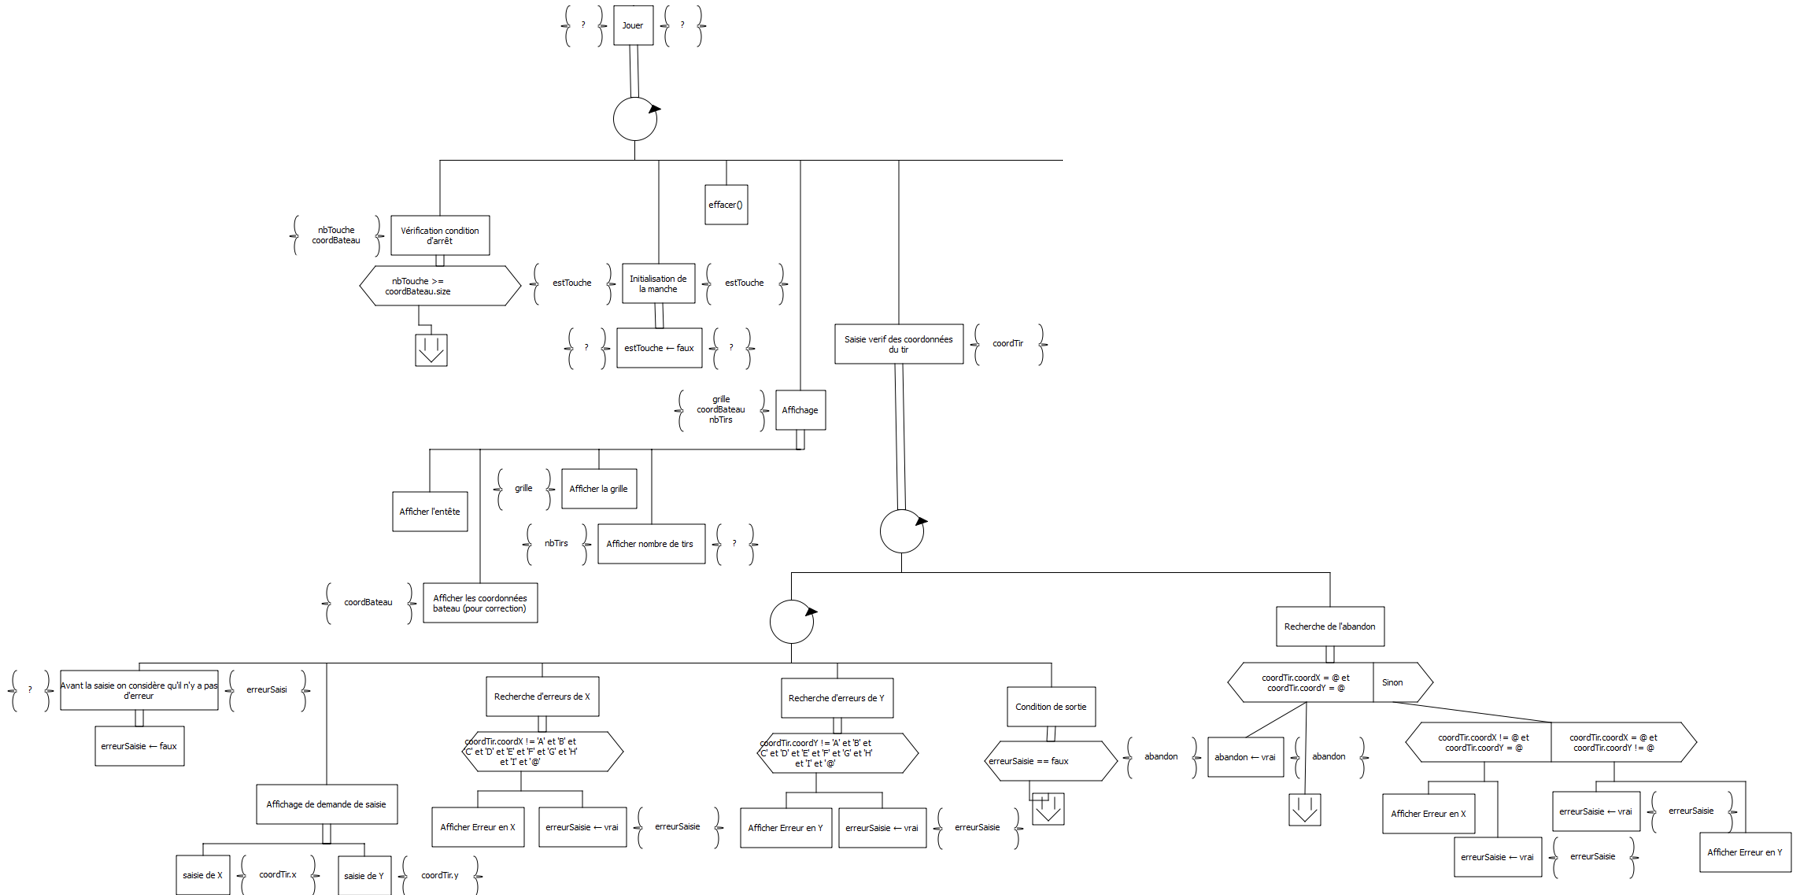 ?
Jouer
?
effacer()
nbTouche
coordBateau
Vérification condition
d'arrêt
nbTouche >=
coordBateau.size
estTouche
Initialisation de
la manche
estTouche
?
estTouche ← faux
?
Saisie verif des coordonnées
du tir
coordTir
grille
coordBateau
nbTirs
Affichage
Afficher l'entête
grille
Afficher la grille
nbTirs
Afficher nombre de tirs
?
coordBateau
Afficher les coordonnées
bateau (pour correction)
Recherche de l'abandon
coordTir.coordX = @ et
coordTir.coordY = @
Sinon
?
Avant la saisie on considère qu'il n'y a pas
d'erreur
erreurSaisi
erreurSaisie ← faux
Recherche d'erreurs de X
coordTir.coordX != 'A' et 'B' et
C' et 'D' et 'E' et 'F' et 'G' et 'H'
et 'I' et '@'
Recherche d'erreurs de Y
coordTir.coordY != 'A' et 'B' et
C' et 'D' et 'E' et 'F' et 'G' et 'H'
et 'I' et '@'
Condition de sortie
erreurSaisie == faux
abandon
abandon ← vrai
abandon
coordTir.coordX != @ et
coordTir.coordY = @
coordTir.coordX = @ et
coordTir.coordY != @
Affichage de demande de saisie
Afficher Erreur en X
erreurSaisie ← vrai
erreurSaisie
Afficher Erreur en Y
erreurSaisie ← vrai
erreurSaisie
Afficher Erreur en X
erreurSaisie ← vrai
erreurSaisie
erreurSaisie ← vrai
erreurSaisie
Afficher Erreur en Y
saisie de X
coordTir.x
saisie de Y
coordTir.y